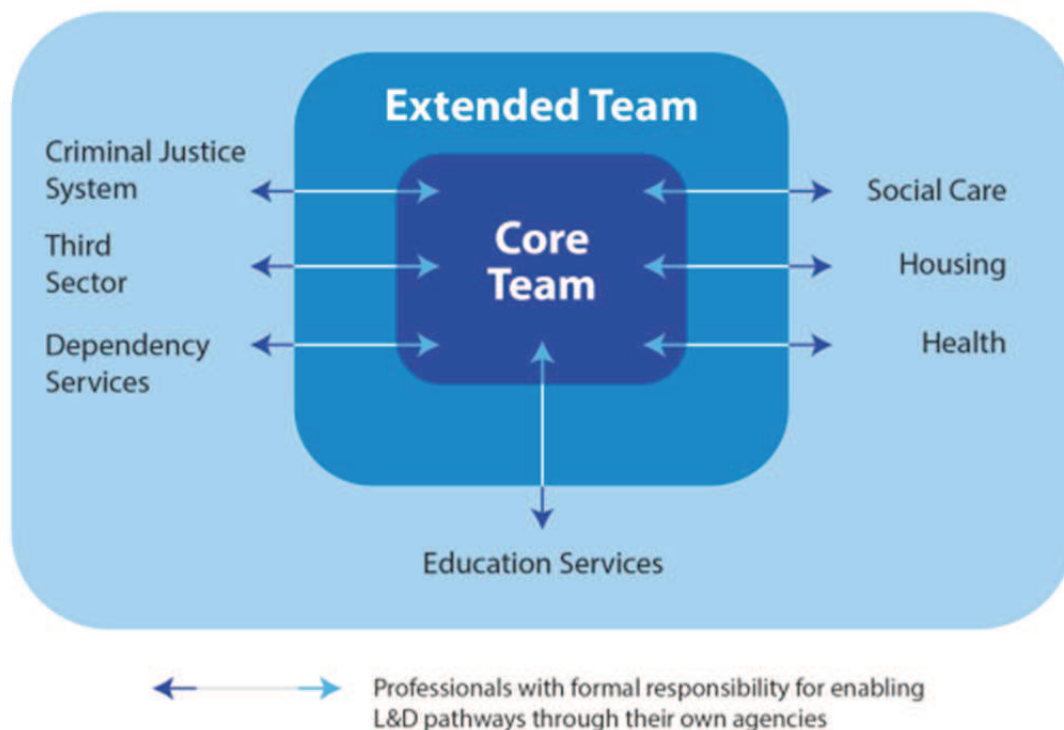 Extended Team
Core
Team
Criminal Justice
System
Third
Sector
Dependency
Services
Social Care
Housing
Health
Education Services
Professionals with formal responsibility for enabling
L&D pathways through their own agencies